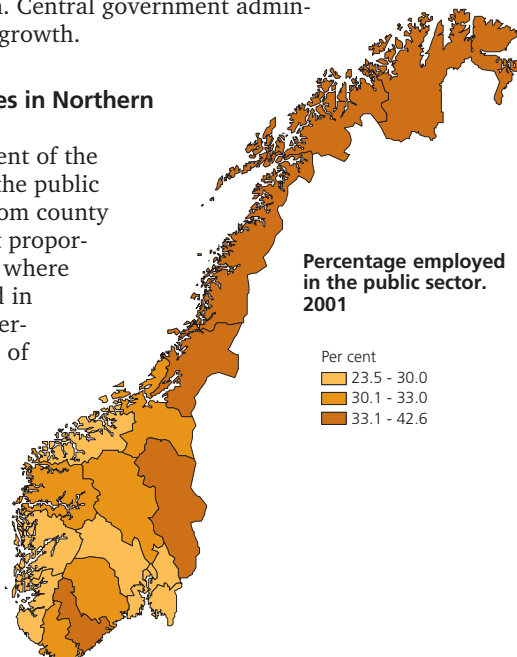 n. Central government admin-
growth.
es in Northern
ent of the
the public
om county
t propor-
where
l in
er-
of
Percentage employed
in the public sector.
2001
Per cent
23.5 - 30.0
30.1 - 33.0
33.1 - 42.6